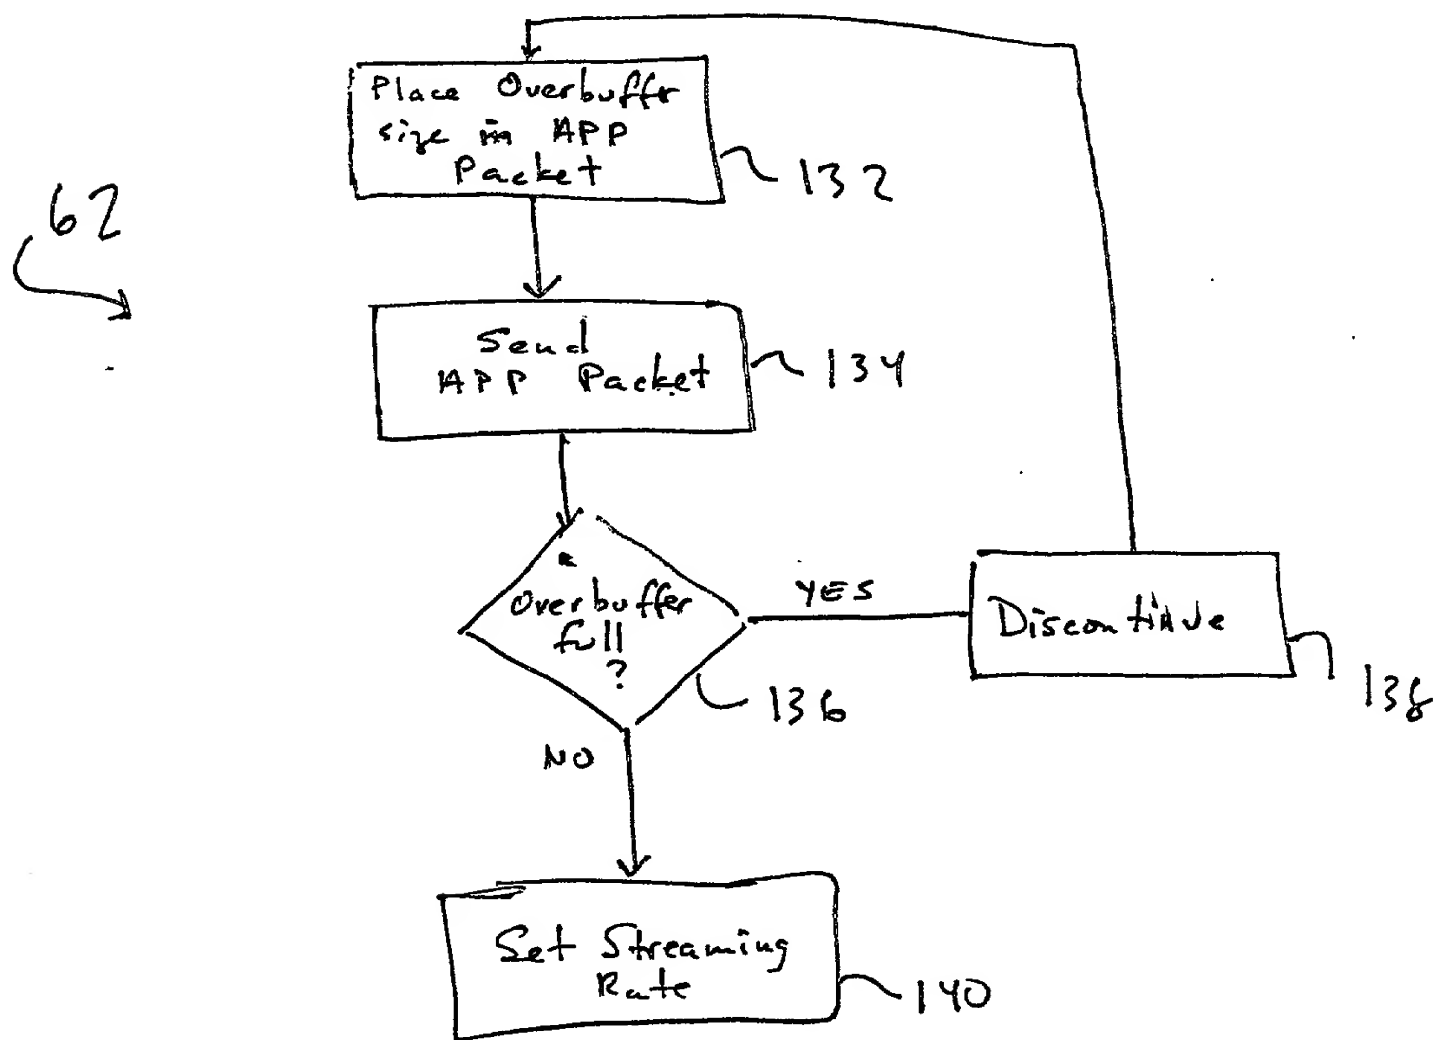 Place Overbuffer
size in APP
Packet
132
62
Send
APP Packet
134
Overbuffer
full
?
YES
Discontinue
136
138
NO
Set Streaming
Rate
140